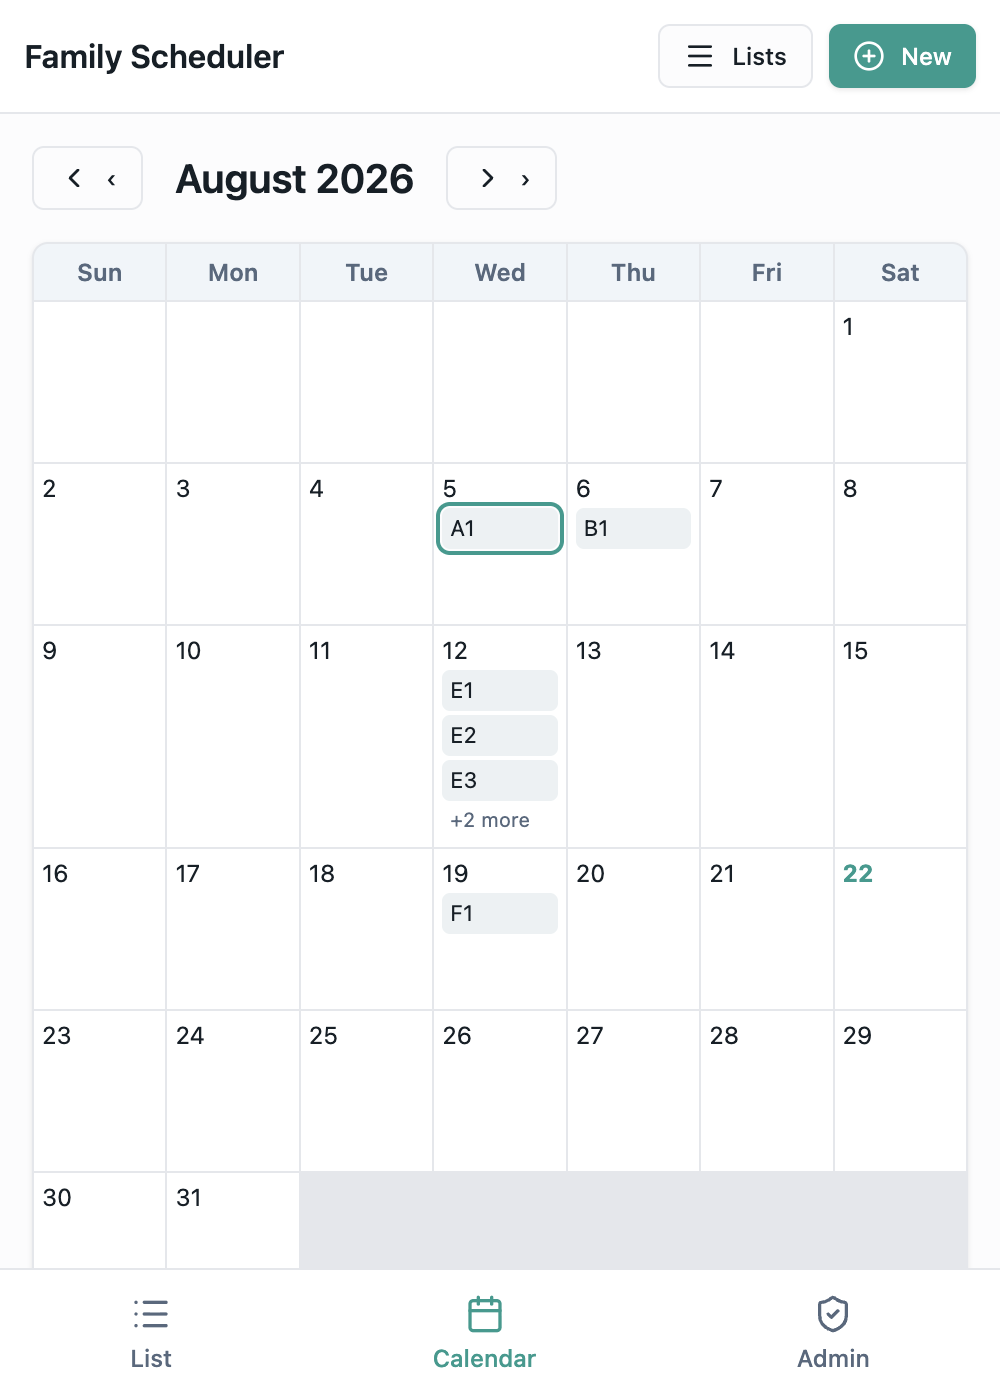 Family Scheduler
Lists
New
‹
August 2026
›
Sun Mon Tue Wed Thu Fri Sat
1
2 3 4 5 6 7 8
A1 B1
9 10 11 12 13 14 15
E1
E2
E3
+2 more
16 17 18 19 20 21 22
F1
23 24 25 26 27 28 29
30 31
List Calendar Admin